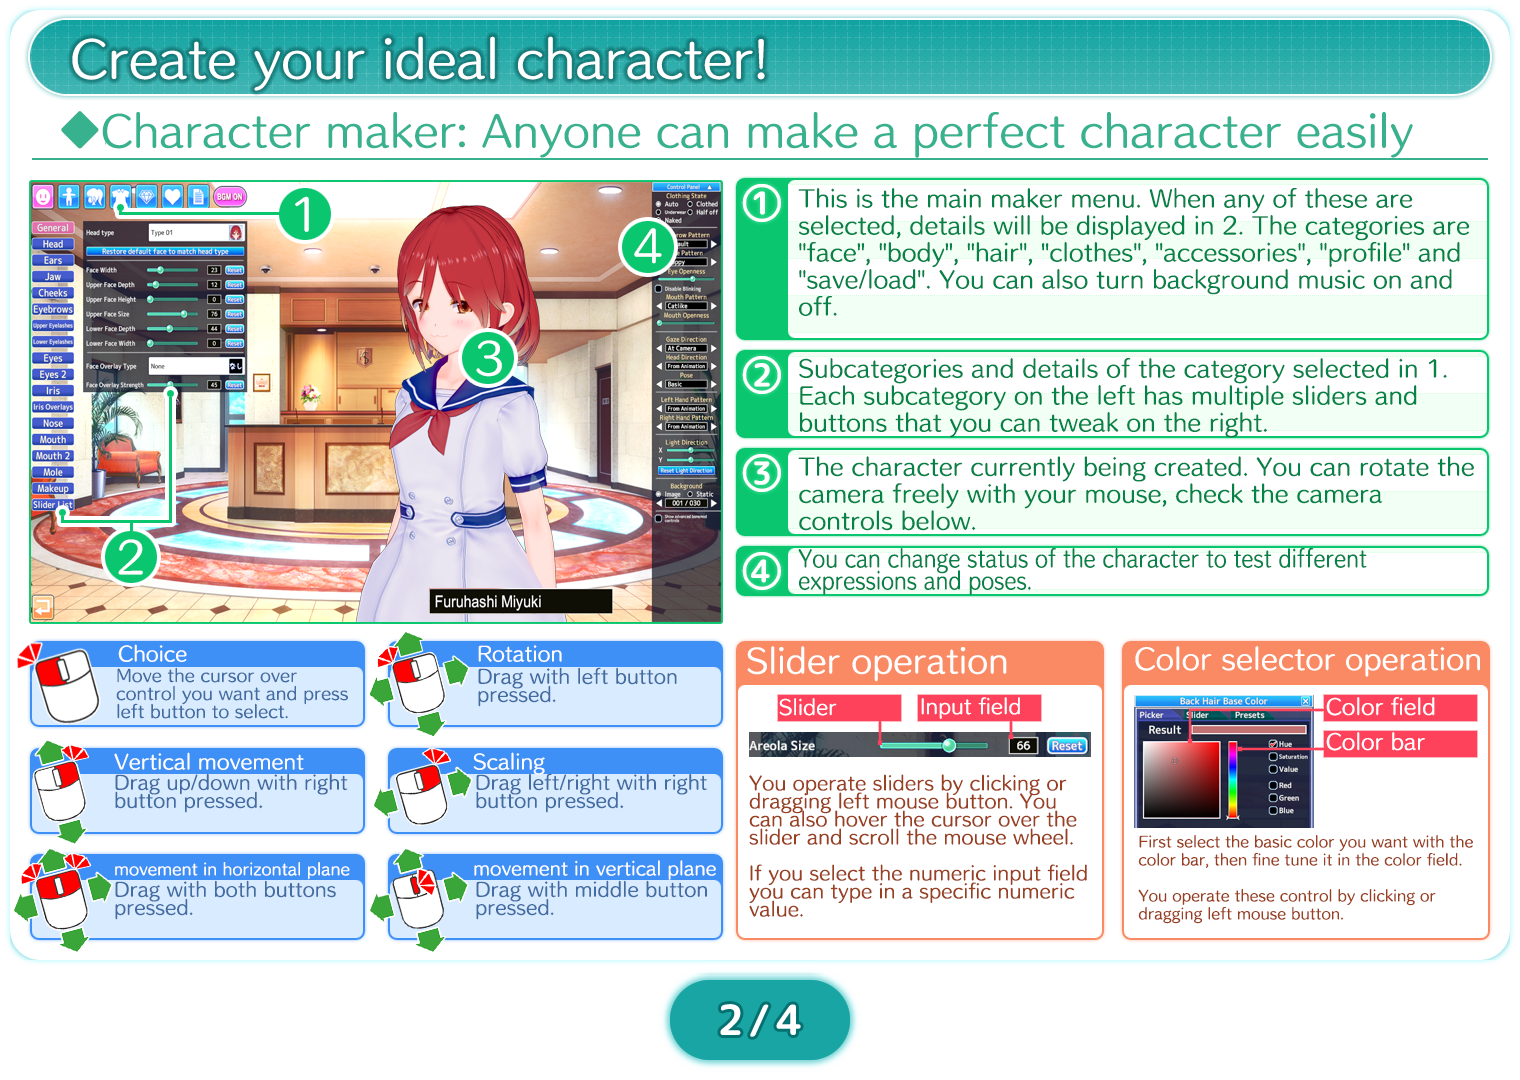 Create your ideal character!
◆Character maker: Anyone can make a perfect character easily
BGM ON
1
General
Head
Ears
Jaw
Cheeks
Eyebrows
Upper Eyelashes
Lower Eyelashes
Eyes
Eyes 2
Iris
Iris Overlays
Nose
Mouth
Mouth 2
Mole
Makeup
Slider List
Head type Type 01
Restore default face to match head type
Face Width 23 Reset
Upper Face Depth 12 Reset
Upper Face Height 0 Reset
Upper Face Size 76 Reset
Lower Face Depth 44 Reset
Lower Face Width 0 Reset
Face Overlay Type None
Face Overlay Strength 45 Reset
2
3
4
Furuhashi Miyuki
Control Panel ▲
Clothing State
Auto Clothed
Underwear Half off
Naked
Pattern
Pattern
Eye Openness
Disable Blinking
Mouth Pattern
Catlike
Mouth Openness
Gaze Direction
At Camera
Head Direction
From Animation
Pose
Basic
Left Hand Pattern
From Animation
Right Hand Pattern
From Animation
Light Direction
X
Y
Reset Light Direction
Background
Image Static
001 / 030
Show advanced bonemod
controls
1
This is the main maker menu. When any of these are
selected, details will be displayed in 2. The categories are
"face", "body", "hair", "clothes", "accessories", "profile" and
"save/load". You can also turn background music on and
off.
2
Subcategories and details of the category selected in 1.
Each subcategory on the left has multiple sliders and
buttons that you can tweak on the right.
3
The character currently being created. You can rotate the
camera freely with your mouse, check the camera
controls below.
4
You can change status of the character to test different
expressions and poses.
Choice
Move the cursor over
control you want and press
left button to select.
Rotation
Drag with left button
pressed.
Vertical movement
Drag up/down with right
button pressed.
Scaling
Drag left/right with right
button pressed.
movement in horizontal plane
Drag with both buttons
pressed.
movement in vertical plane
Drag with middle button
pressed.
Slider operation
Slider
Input field
Areola Size 66 Reset
You operate sliders by clicking or
dragging left mouse button. You
can also hover the cursor over the
slider and scroll the mouse wheel.
If you select the numeric input field
you can type in a specific numeric
value.
Color selector operation
Back Hair Base Color
Picker Slider Presets
Result
Hue
Saturation
Value
Red
Green
Blue
Color field
Color bar
First select the basic color you want with the
color bar, then fine tune it in the color field.
You operate these control by clicking or
dragging left mouse button.
2/4